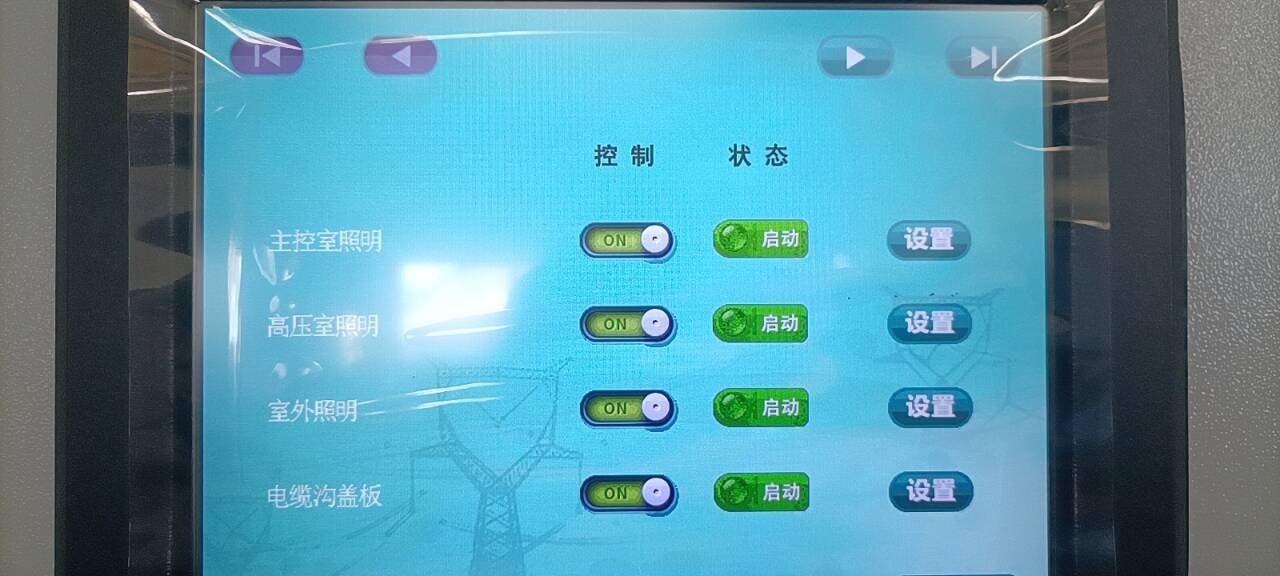 控制 状态
主控室照明 ON 启动 设置
高压室照明 ON 启动 设置
室外照明 ON 启动 设置
电缆沟盖板 ON 启动 设置